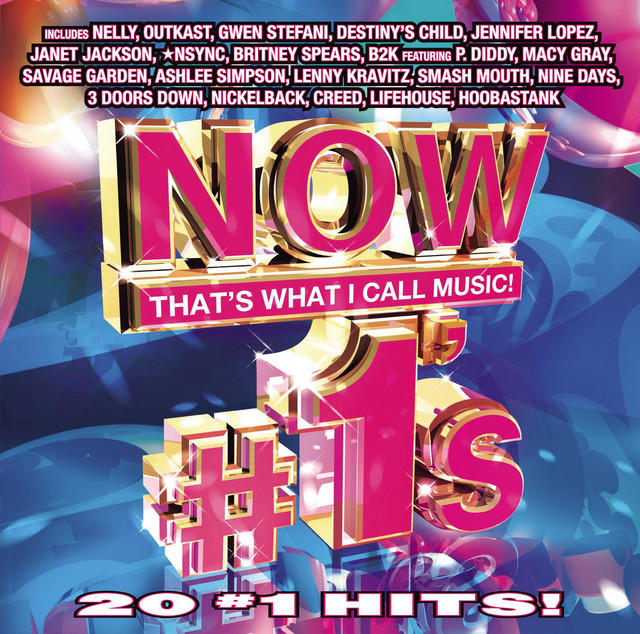 INCLUDES NELLY, OUTKAST, GWEN STEFANI, DESTINY'S CHILD, JENNIFER LOPEZ,
JANET JACKSON, ★NSYNC, BRITNEY SPEARS, B2K FEATURING P. DIDDY, MACY GRAY,
SAVAGE GARDEN, ASHLEE SIMPSON, LENNY KRAVITZ, SMASH MOUTH, NINE DAYS,
3 DOORS DOWN, NICKELBACK, CREED, LIFEHOUSE, HOOBASTANK
NOW
THAT'S WHAT I CALL MUSIC!
#1's
20 #1 HITS!